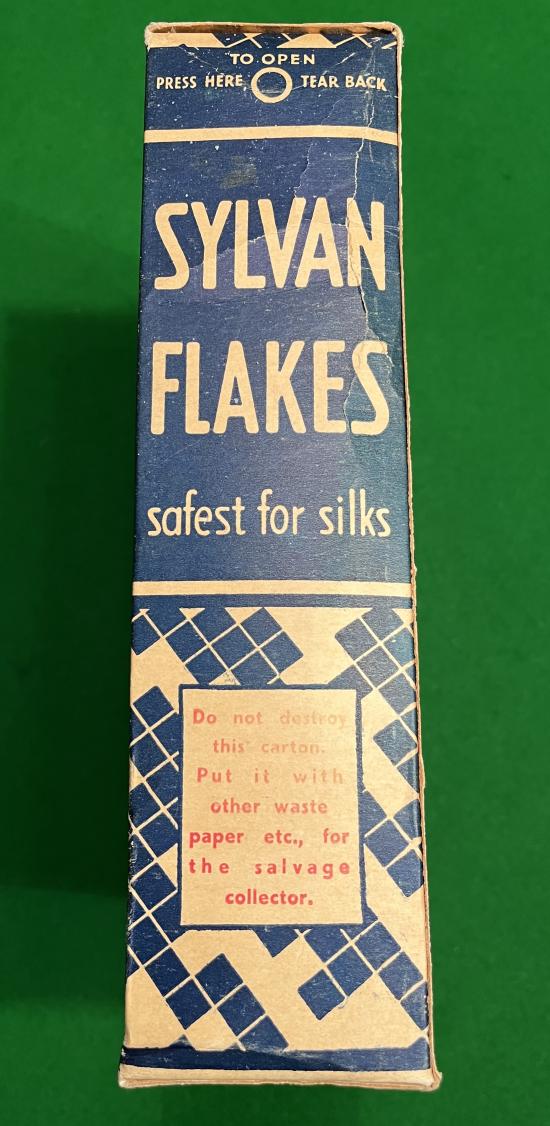 TO OPEN
PRESS HERE TEAR BACK
SYLVAN
FLAKES
safest for silks
Do not destroy
this carton.
Put it with
other waste
paper etc., for
the salvage
collector.